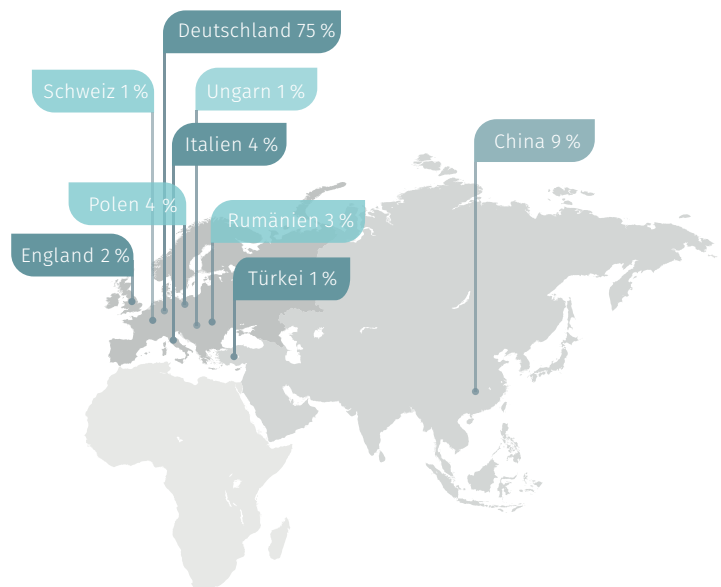 Deutschland 75 %
Schweiz 1 %
Ungarn 1 %
Italien 4 %
China 9 %
Polen 4 %
Rumänien 3 %
England 2 %
Türkei 1 %